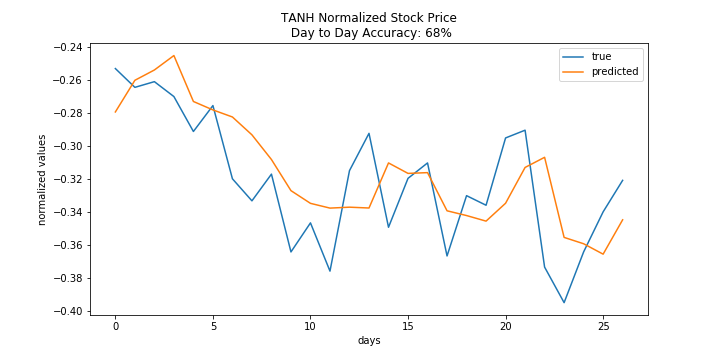 TANH Normalized Stock Price
Day to Day Accuracy: 68%
true
predicted
normalized values
−0.24
−0.26
−0.28
−0.30
−0.32
−0.34
−0.36
−0.38
−0.40
0
5
10
15
20
25
days